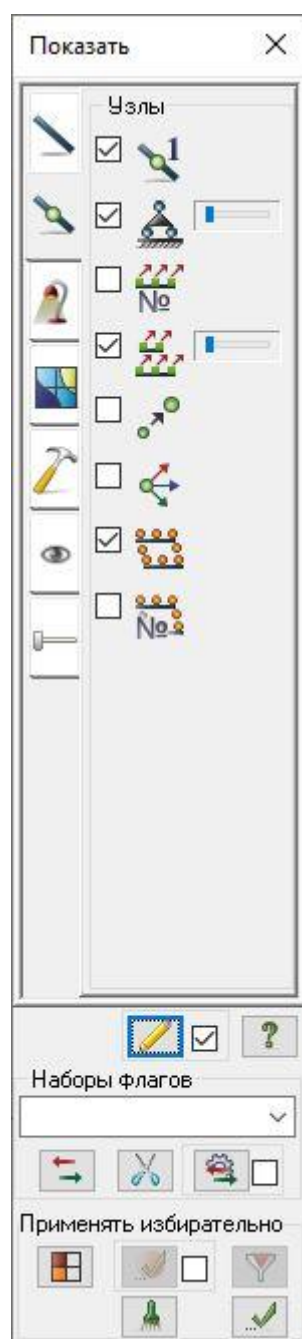 Показать
Узлы
1
№
№
Наборы флагов
Применять избирательно